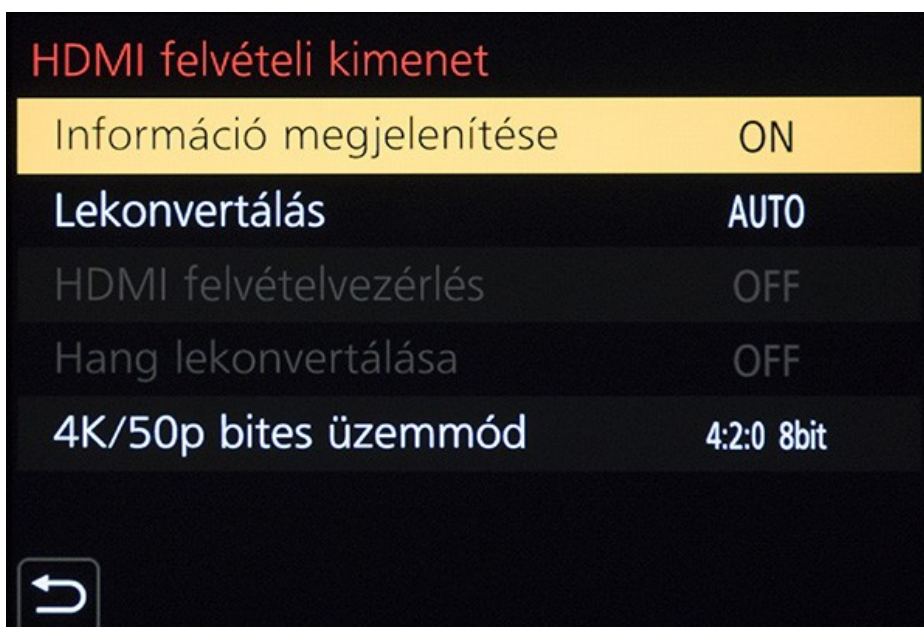 HDMI felvételi kimenet
Információ megjelenítése ON
Lekonvertálás AUTO
HDMI felvételvezérlés OFF
Hang lekonvertálása OFF
4K/50p bites üzemmód 4:2:0 8bit